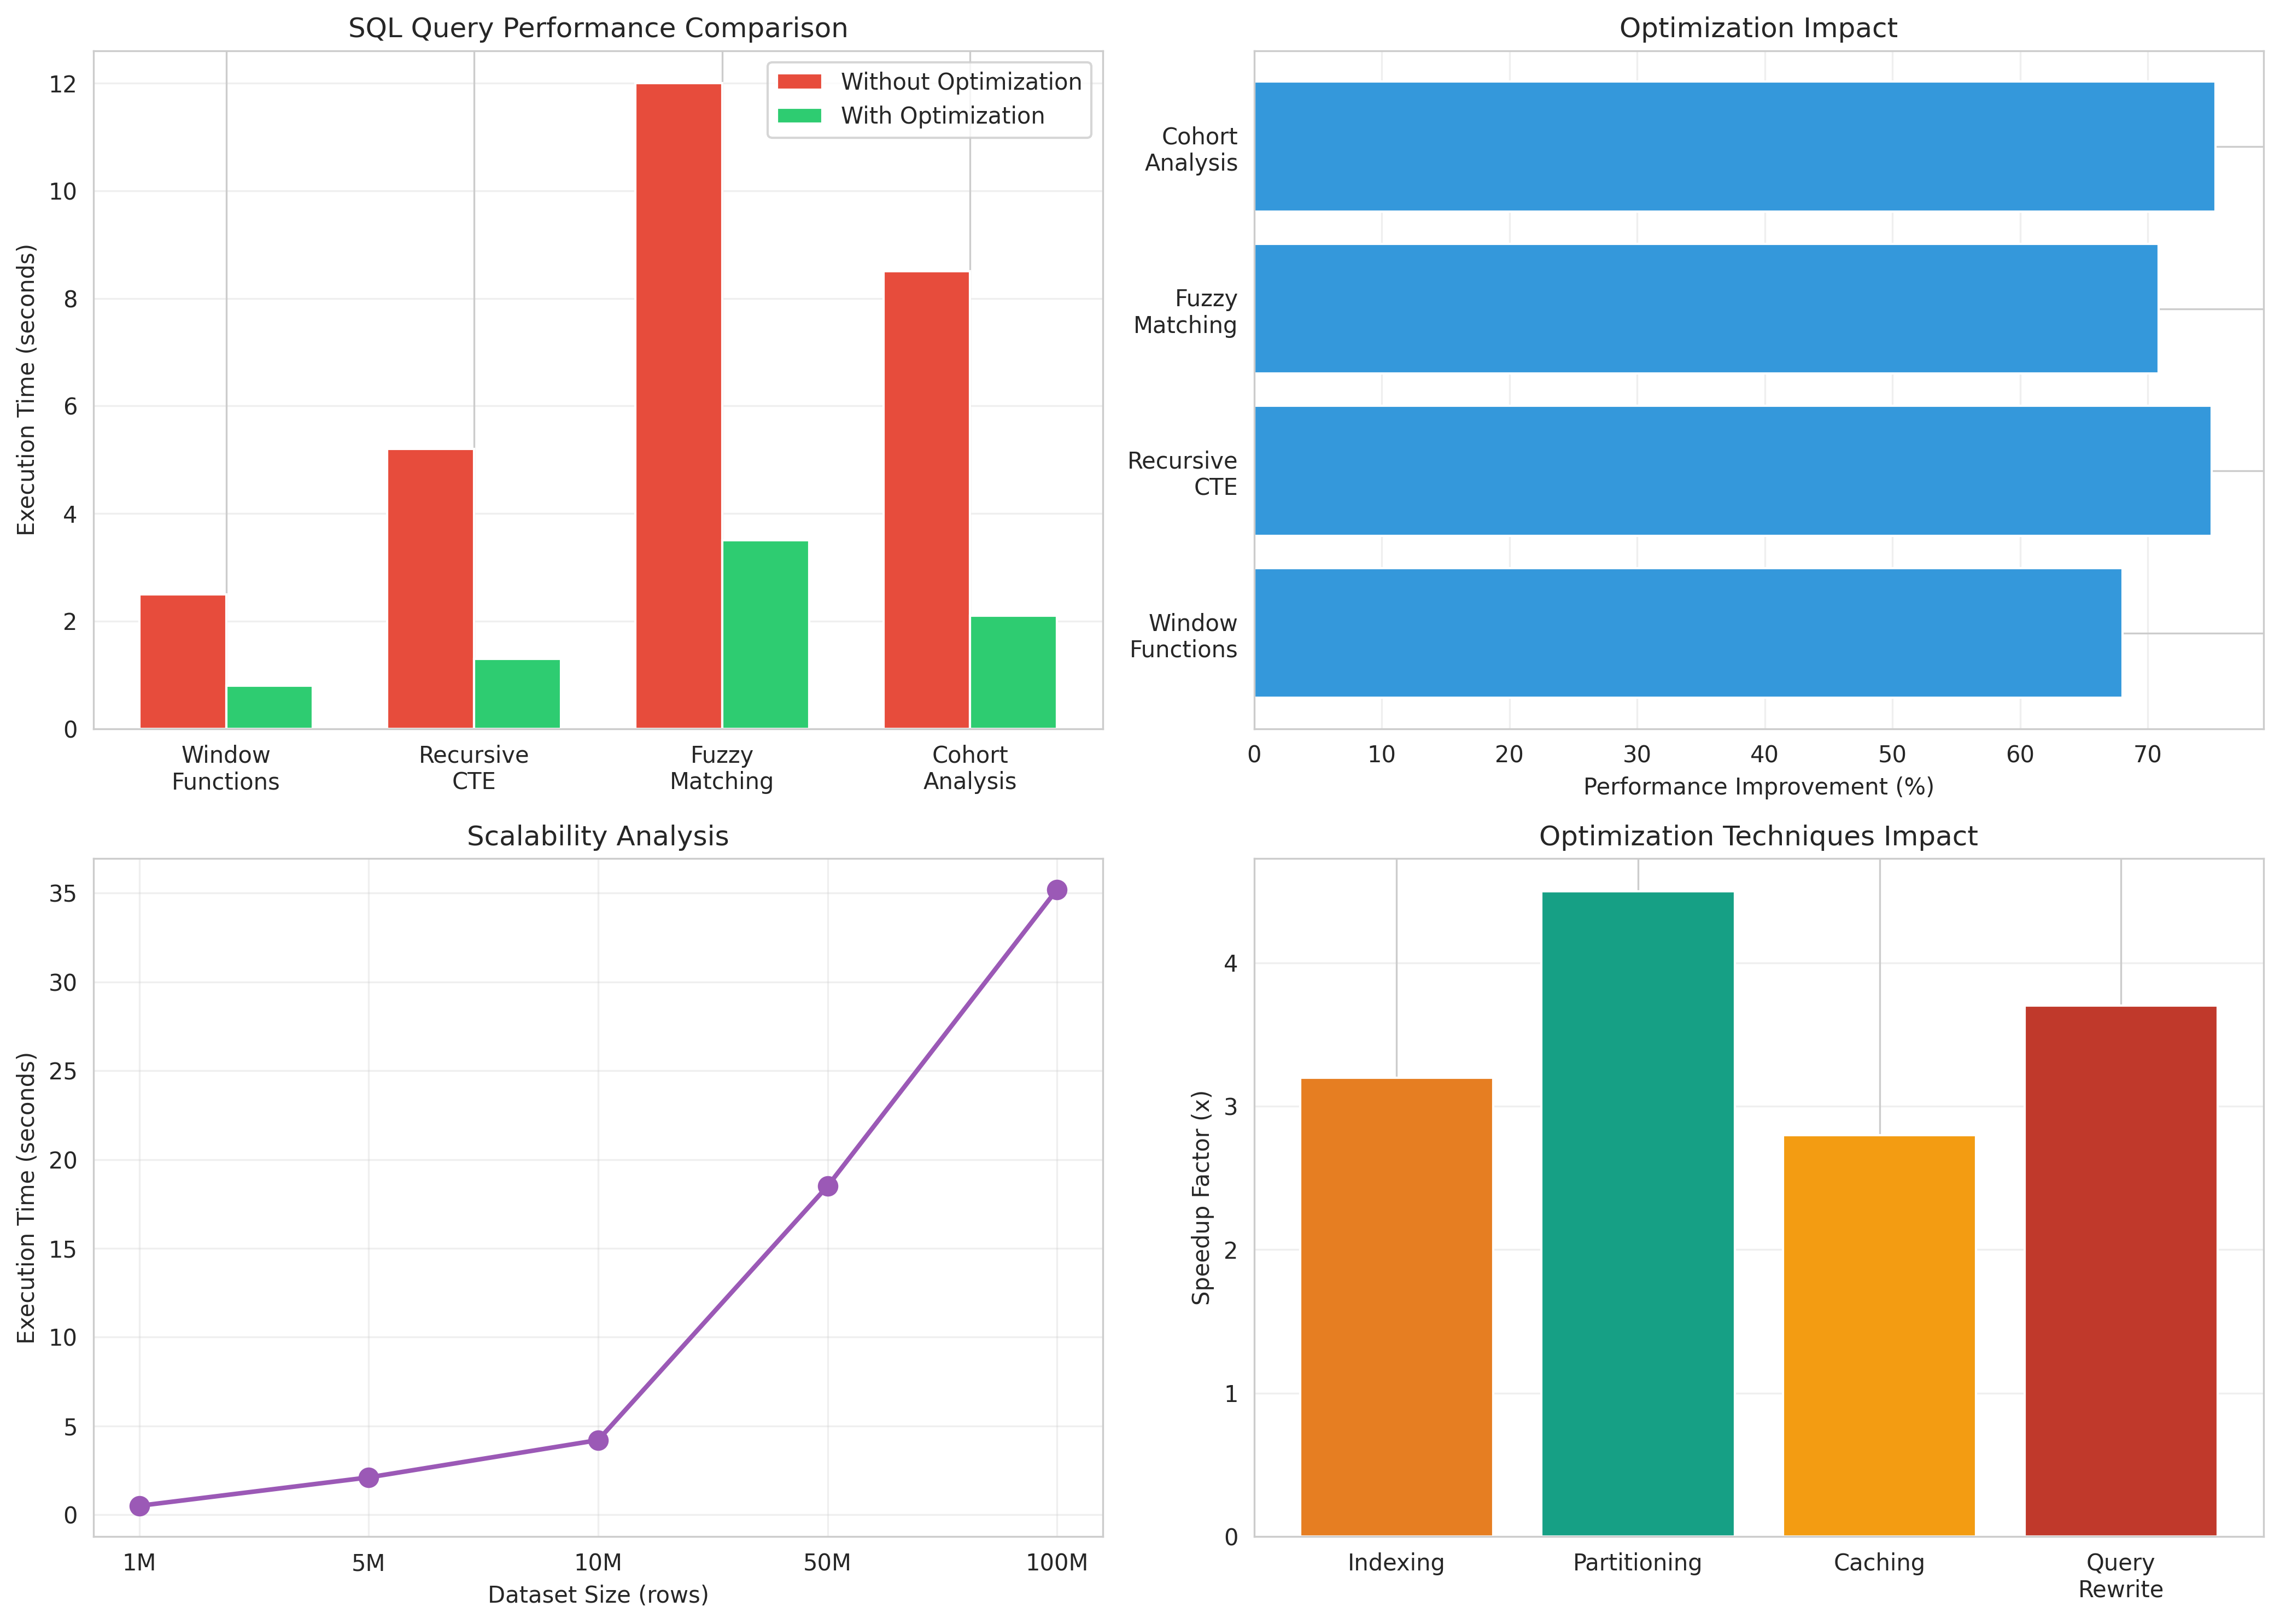 SQL Query Performance Comparison
Execution Time (seconds)
12
10
8
6
4
2
0
Without Optimization
With Optimization
Window
Functions
Recursive
CTE
Fuzzy
Matching
Cohort
Analysis
Optimization Impact
Cohort
Analysis
Fuzzy
Matching
Recursive
CTE
Window
Functions
0 10 20 30 40 50 60 70
Performance Improvement (%)
Scalability Analysis
Execution Time (seconds)
35
30
25
20
15
10
5
0
1M 5M 10M 50M 100M
Dataset Size (rows)
Optimization Techniques Impact
Speedup Factor (x)
4
3
2
1
0
Indexing
Partitioning
Caching
Query
Rewrite